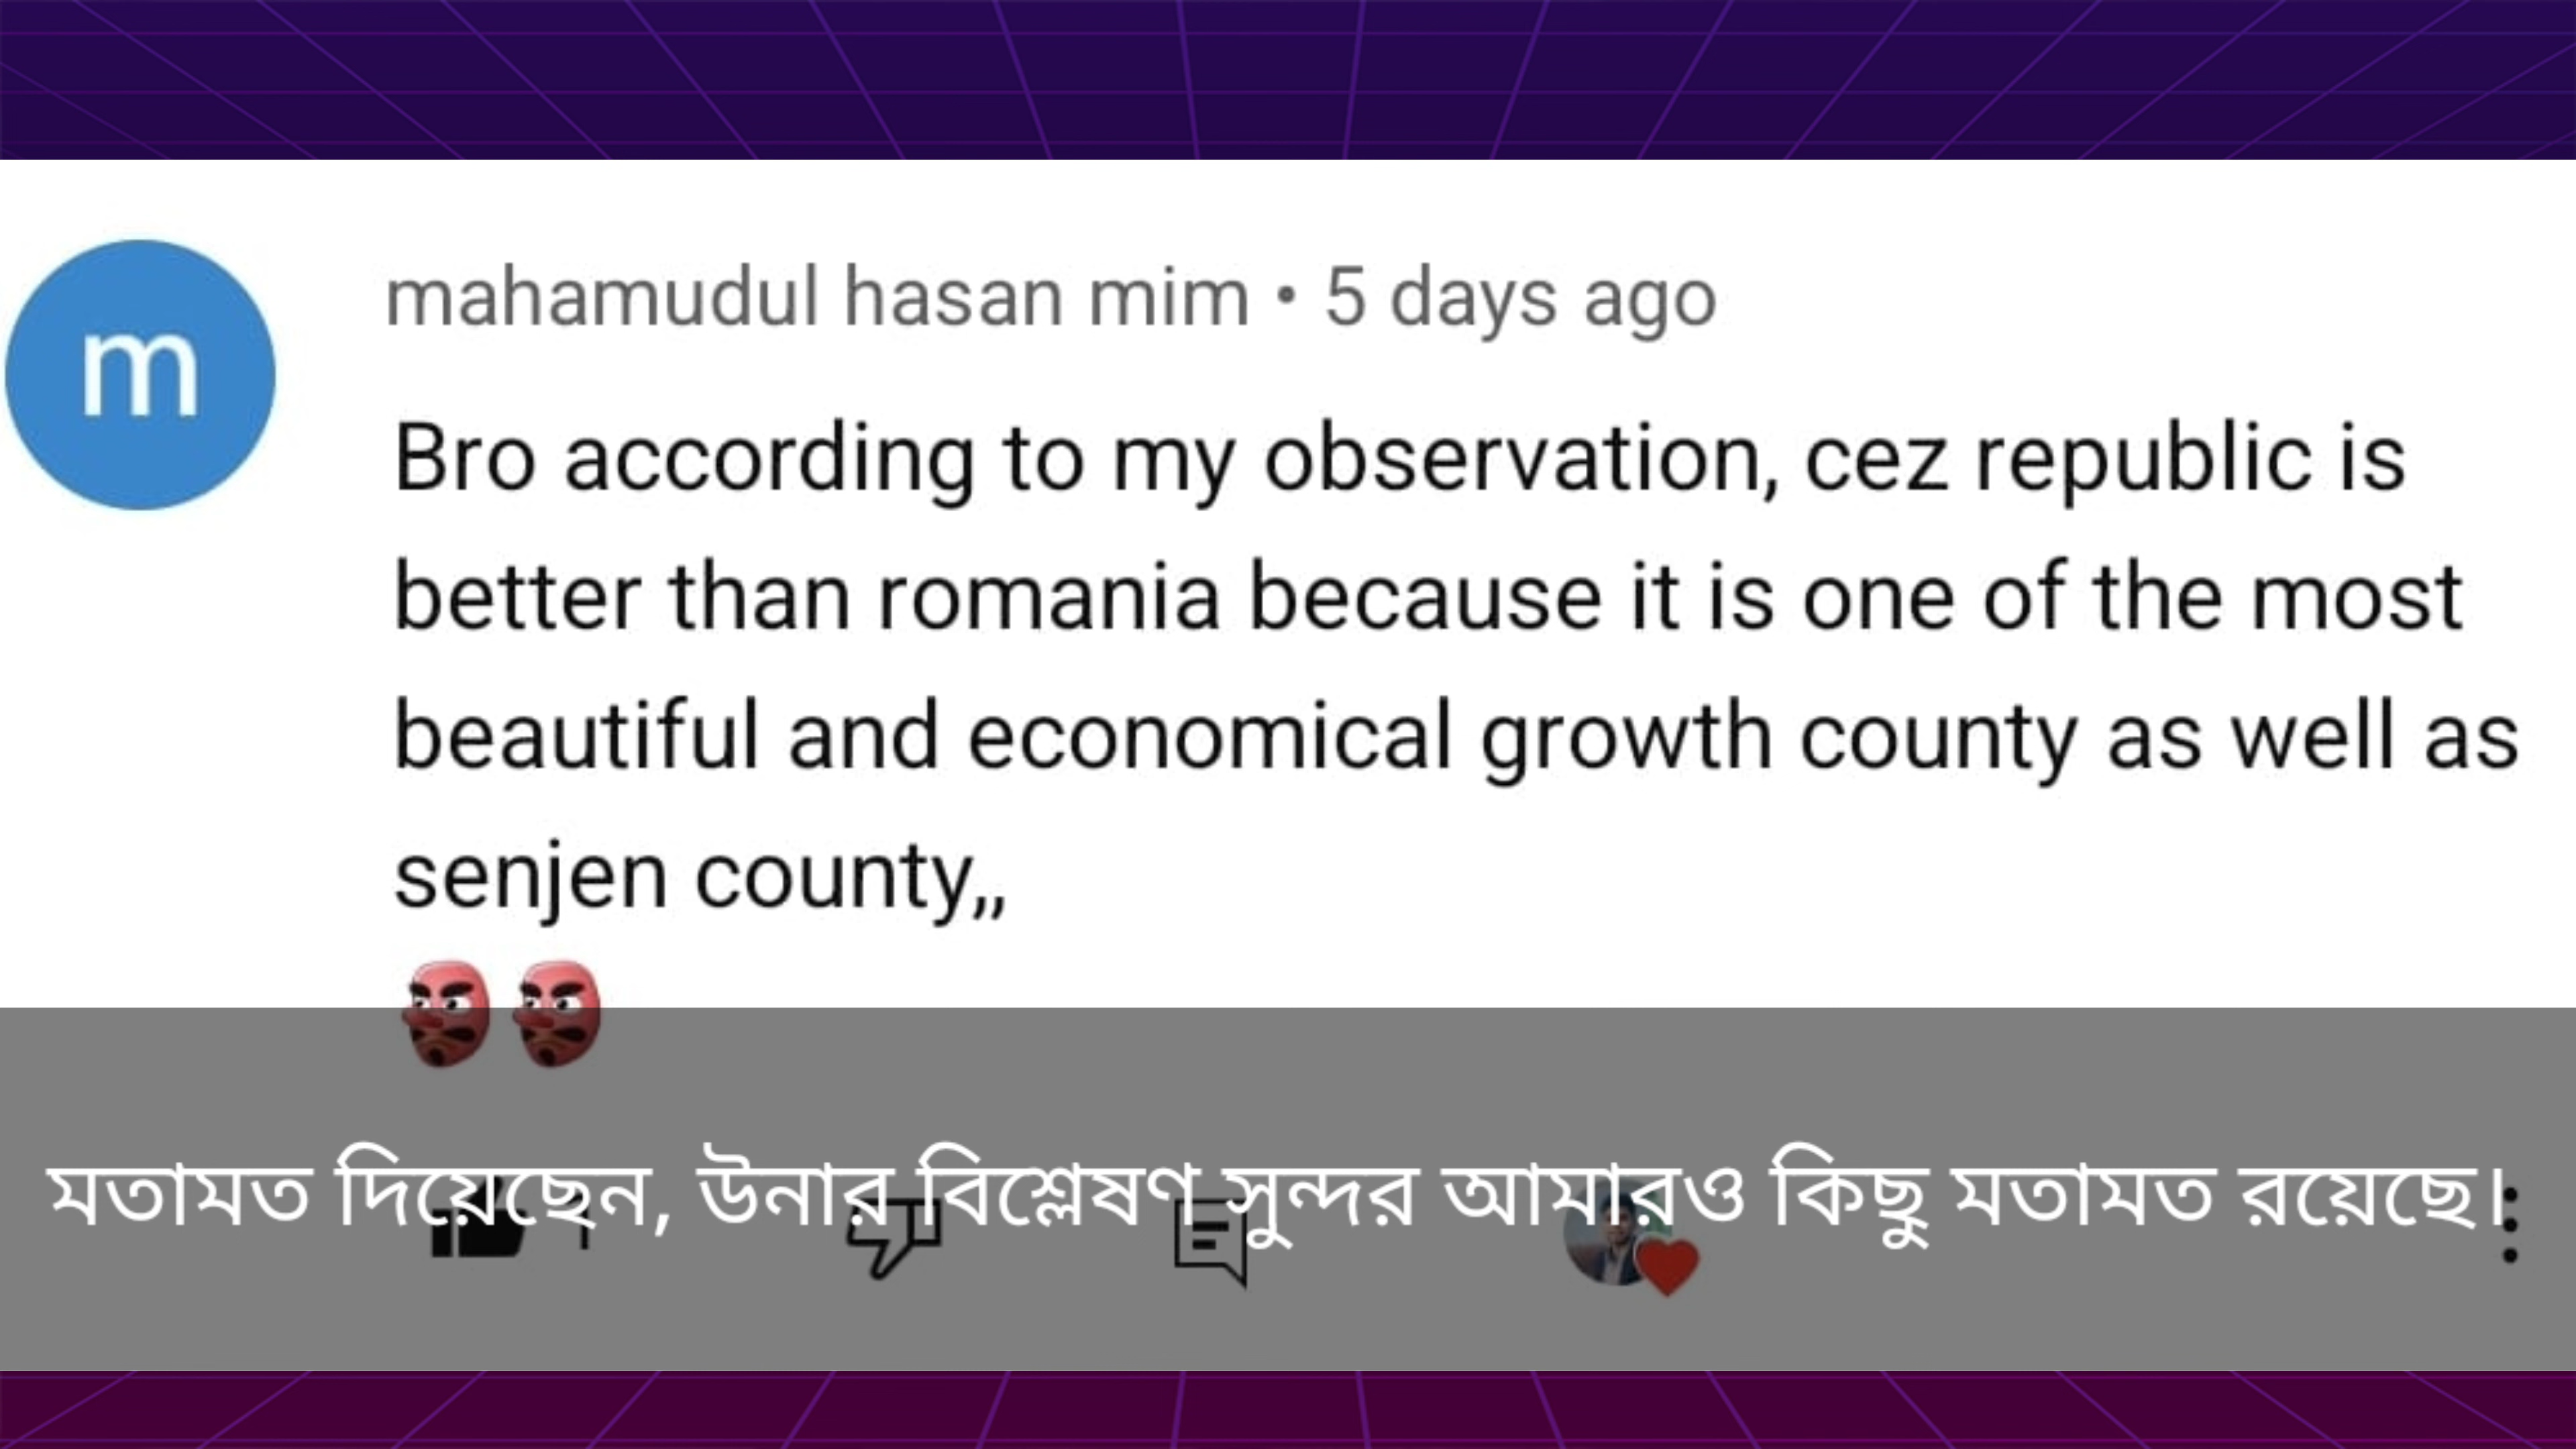 m
mahamudul hasan mim • 5 days ago
Bro according to my observation, cez republic is
better than romania because it is one of the most
beautiful and economical growth county as well as
senjen county,,
👺👺
মতামত দিয়েছেন, উনার বিশ্লেষণ সুন্দর আমারও কিছু মতামত রয়েছে।
1